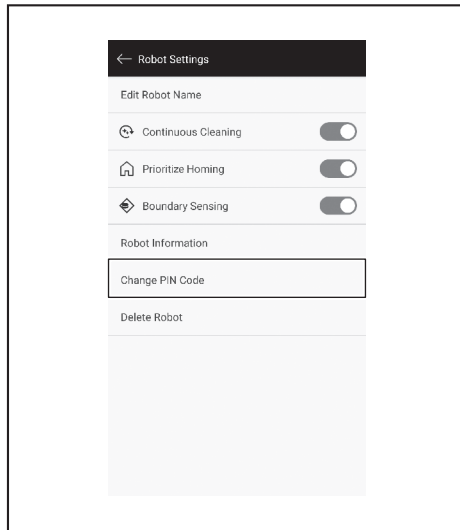 Robot Settings
Edit Robot Name
Continuous Cleaning
Prioritize Homing
Boundary Sensing
Robot Information
Change PIN Code
Delete Robot